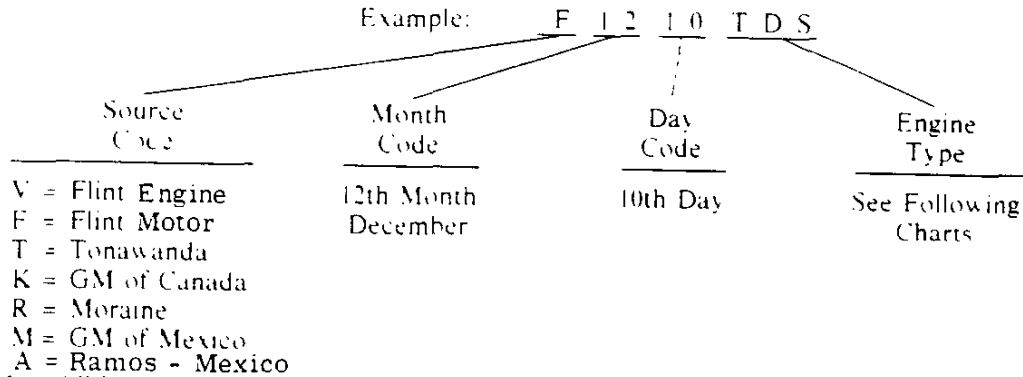 Example: F 12 10 TDS
Source Code
Month Code
Day Code
Engine Type
V = Flint Engine
F = Flint Motor
T = Tonawanda
K = GM of Canada
R = Moraine
M = GM of Mexico
A = Ramos - Mexico
12th Month
December
10th Day
See Following
Charts